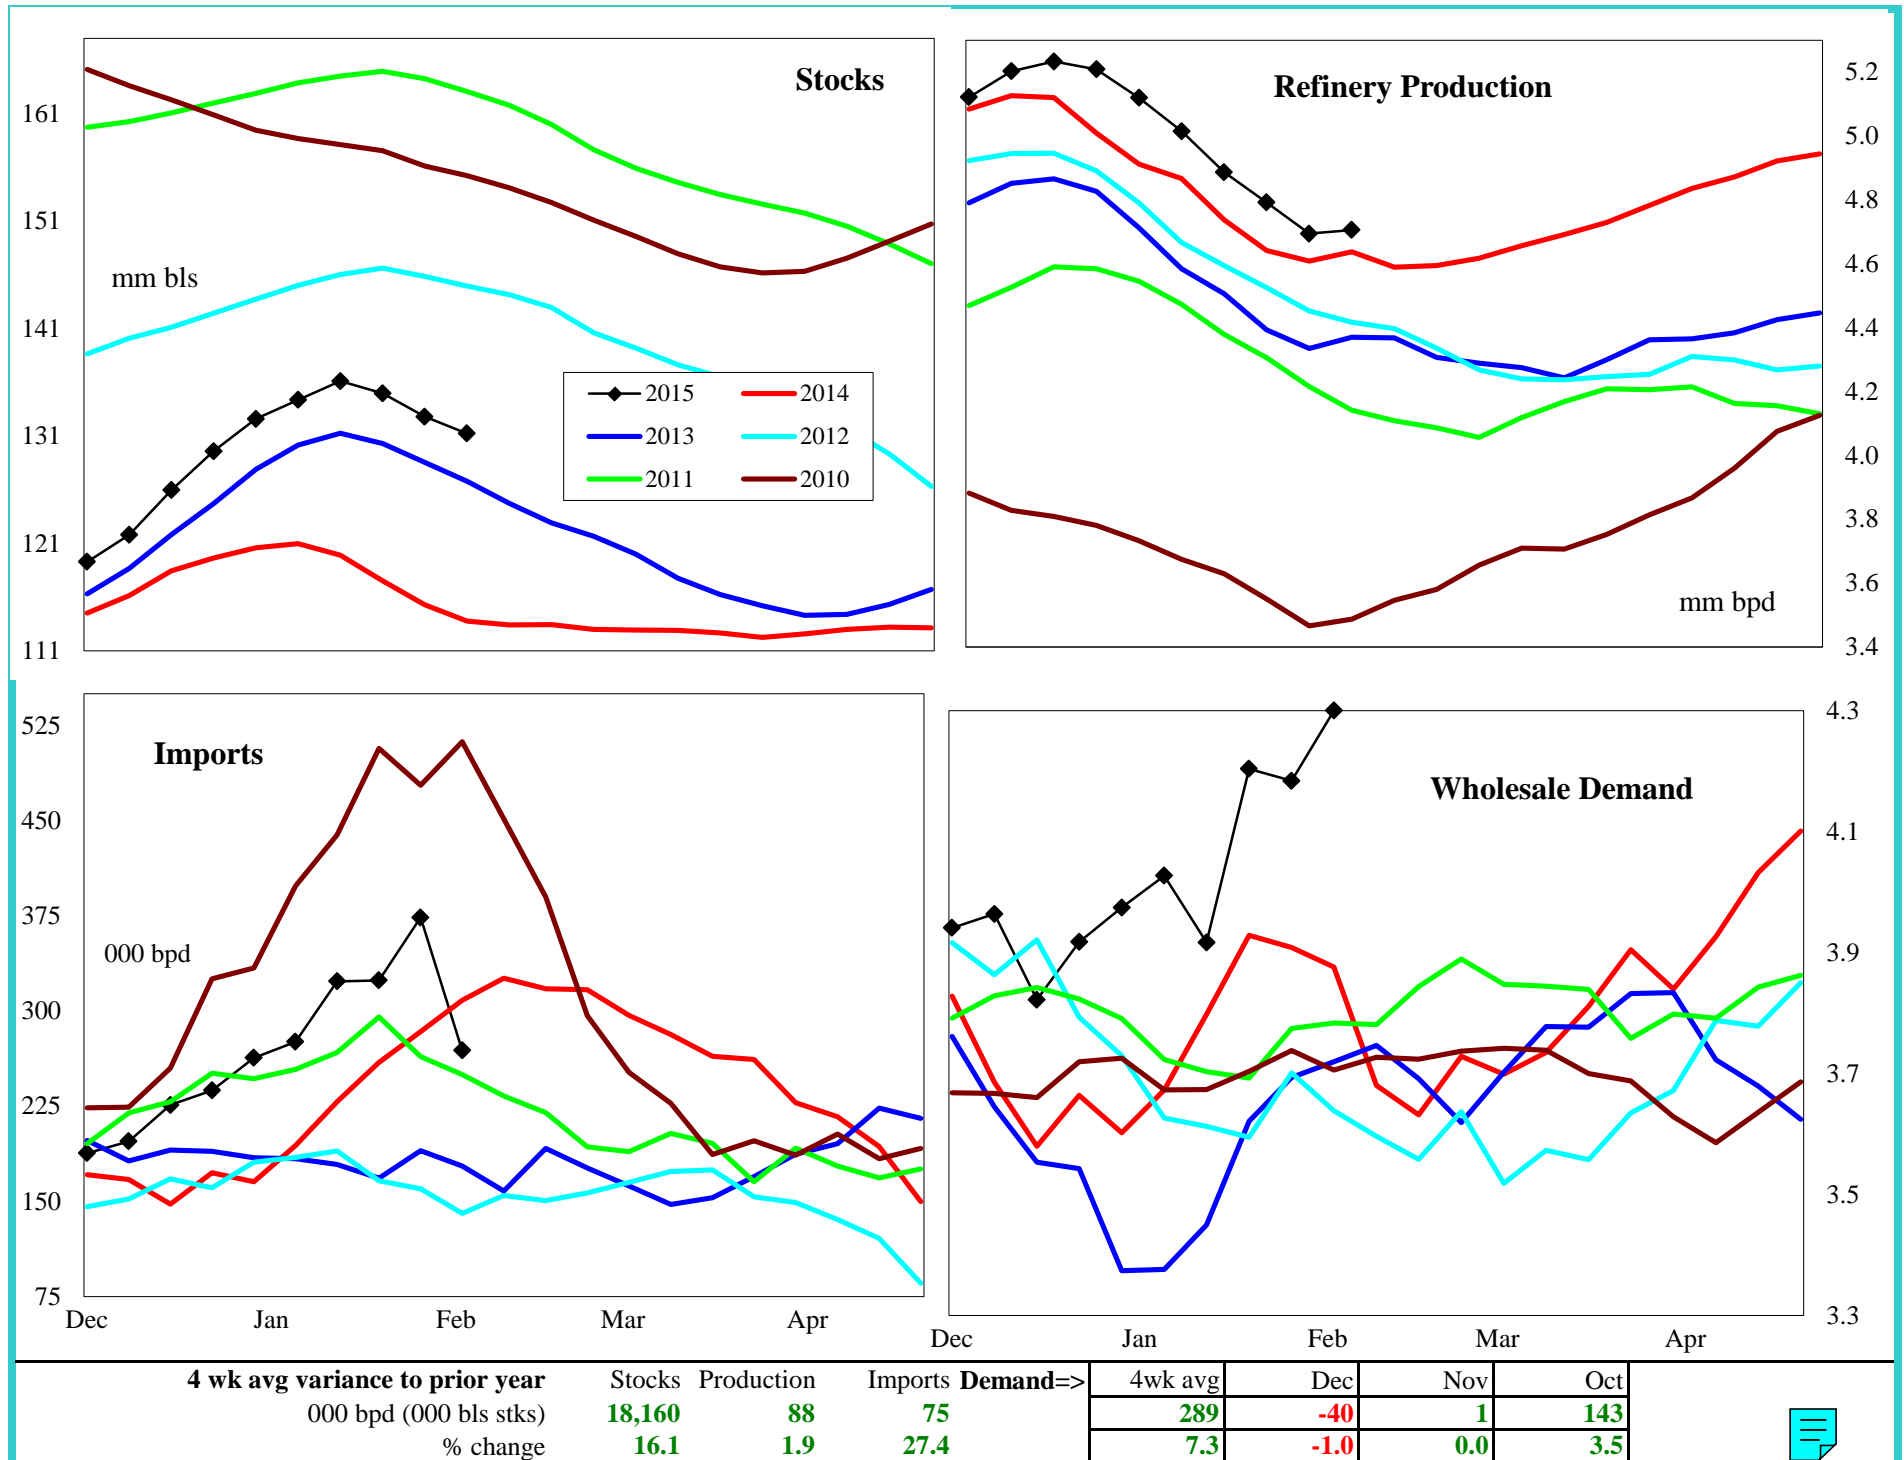 Stocks
161
151
141
131
121
111
mm bls
2015 2014
2013 2012
2011 2010
Refinery Production
5.2
5.0
4.8
4.6
4.4
4.2
4.0
3.8
3.6
3.4
mm bpd
Imports
525
450
375
300
225
150
75
000 bpd
Dec Jan Feb Mar Apr
Wholesale Demand
4.3
4.1
3.9
3.7
3.5
3.3
Dec Jan Feb Mar Apr
4 wk avg variance to prior year Stocks Production Imports Demand=> 4wk avg Dec Nov Oct
000 bpd (000 bls stks) 18,160 88 75 289 -40 1 143
% change 16.1 1.9 27.4 7.3 -1.0 0.0 3.5